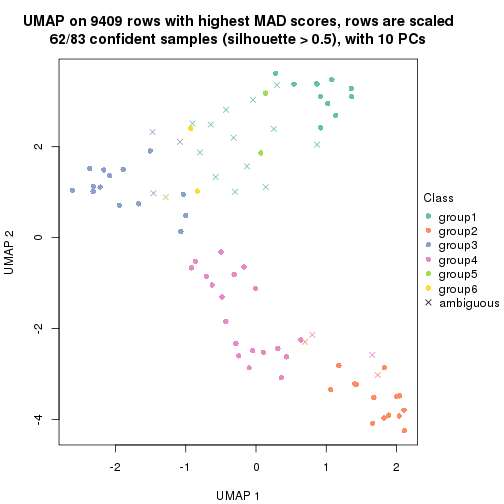 UMAP on 9409 rows with highest MAD scores, rows are scaled
62/83 confident samples (silhouette > 0.5), with 10 PCs
UMAP 2
2
0
-2
-4
-2
-1
0
1
2
UMAP 1
Class
group1
group2
group3
group4
group5
group6
ambiguous